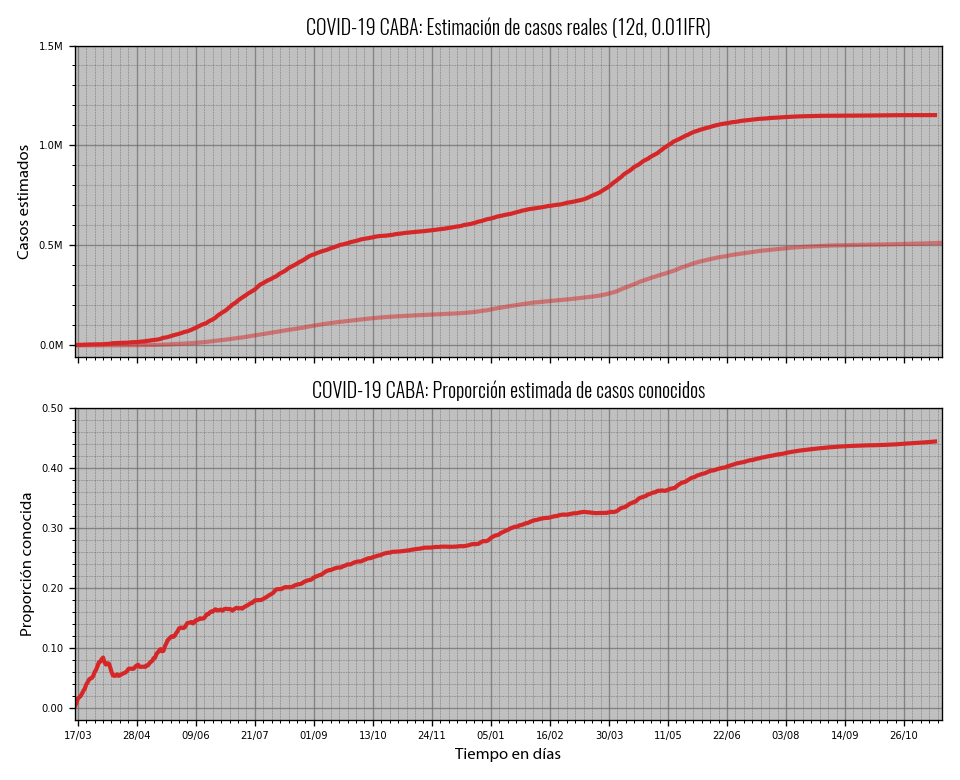 COVID-19 CABA: Estimación de casos reales (12d, 0.01IFR)
1.5M
1.0M
0.5M
0.0M
Casos estimados
COVID-19 CABA: Proporción estimada de casos conocidos
0.50
0.40
0.30
0.20
0.10
0.00
Proporción conocida
17/03 28/04 09/06 21/07 01/09 13/10 24/11 05/01 16/02 30/03 11/05 22/06 03/08 14/09 26/10
Tiempo en días